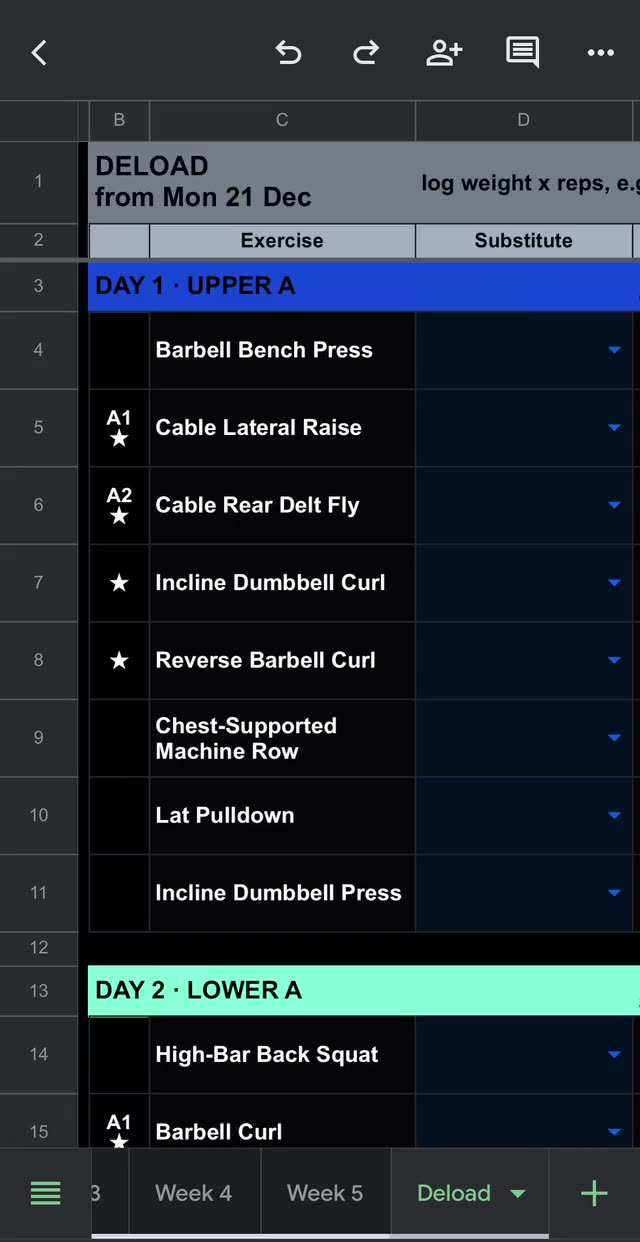 B C D
1 DELOAD
from Mon 21 Dec log weight x reps, e.g
2 Exercise Substitute
3 DAY 1 · UPPER A
4 Barbell Bench Press
5 A1 ★ Cable Lateral Raise
6 A2 ★ Cable Rear Delt Fly
7 ★ Incline Dumbbell Curl
8 ★ Reverse Barbell Curl
9 Chest-Supported
Machine Row
10 Lat Pulldown
11 Incline Dumbbell Press
12
13 DAY 2 · LOWER A
14 High-Bar Back Squat
15 A1 ★ Barbell Curl
3 Week 4 Week 5 Deload